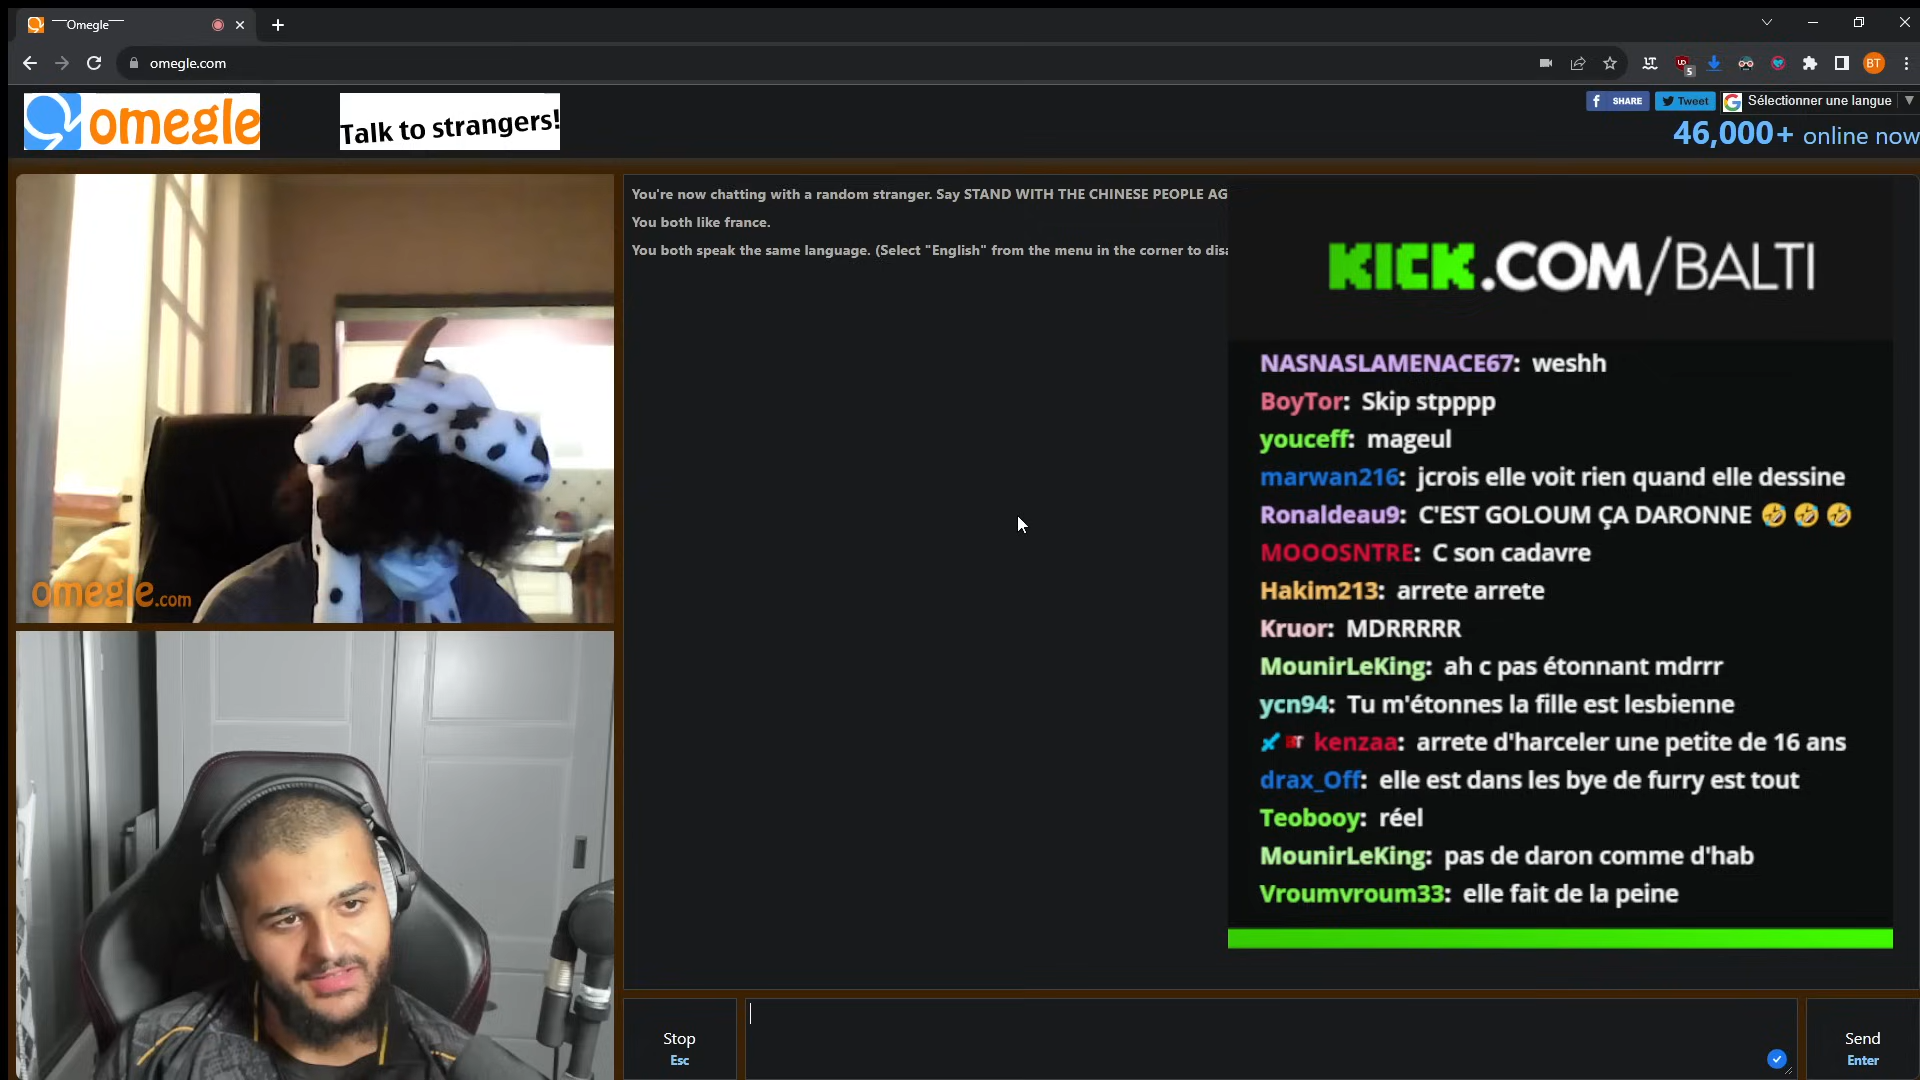 Omegle
omegle.com
BT
5
omegle
Talk to strangers!
SHARE
Tweet
Sélectionner une langue
46,000+ online now
You're now chatting with a random stranger. Say STAND WITH THE CHINESE PEOPLE AG
You both like france.
You both speak the same language. (Select "English" from the menu in the corner to disa
KICK.COM/BALTI
NASNASLAMENACE67: weshh
BoyTor: Skip stpppp
youceff: mageul
marwan216: jcrois elle voit rien quand elle dessine
Ronaldeau9: C'EST GOLOUM ÇA DARONNE 🤣 🤣 🤣
MOOOSNTRE: C son cadavre
Hakim213: arrete arrete
Kruor: MDRRRRR
MounirLeKing: ah c pas étonnant mdrrr
ycn94: Tu m'étonnes la fille est lesbienne
kenzaa: arrete d'harceler une petite de 16 ans
drax_Off: elle est dans les bye de furry est tout
Teobooy: réel
MounirLeKing: pas de daron comme d'hab
Vroumvroum33: elle fait de la peine
omegle.com
Stop
Esc
Send
Enter